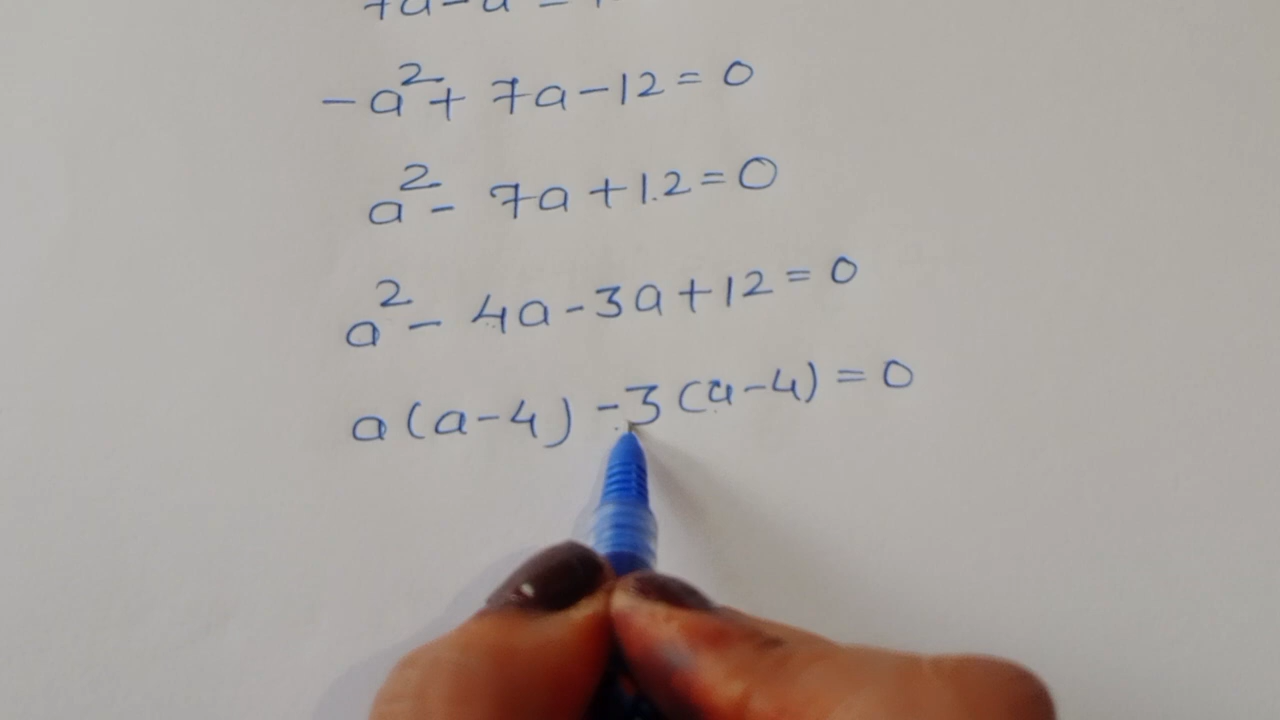 -a²+ 7a-12=0
a²- 7a+12=0
a²- 4a-3a+12=0
a(a-4) -3(a-4)=0